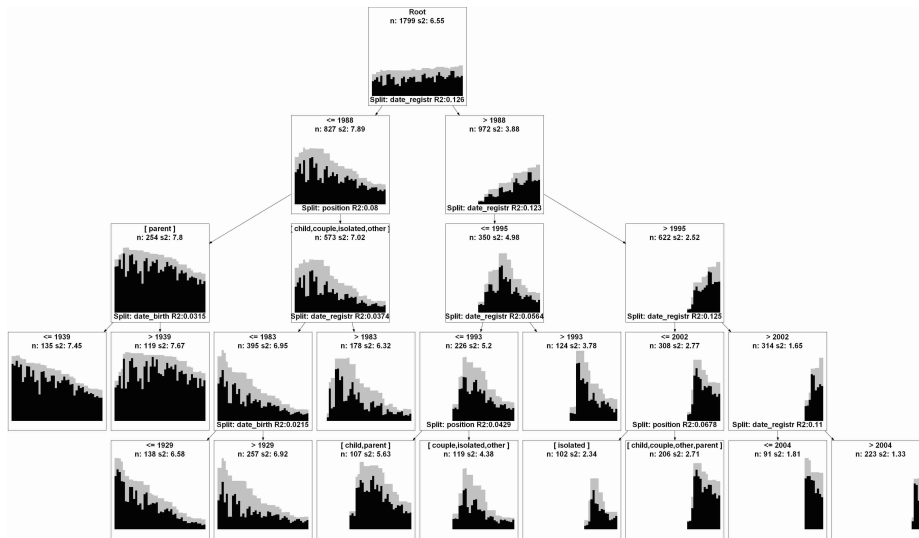 Root
n: 1799 s2: 6.55
Split: date_registr R2:0.126
<= 1988
n: 827 s2: 7.89
Split: position R2:0.08
> 1988
n: 972 s2: 3.88
Split: date_registr R2:0.123
[ parent ]
n: 254 s2: 7.8
Split: date_birth R2:0.0315
[ child,couple,isolated,other ]
n: 573 s2: 7.02
Split: date_registr R2:0.0374
<= 1995
n: 350 s2: 4.98
Split: date_registr R2:0.0564
> 1995
n: 622 s2: 2.52
Split: date_registr R2:0.125
<= 1939
n: 135 s2: 7.45
> 1939
n: 119 s2: 7.67
<= 1983
n: 395 s2: 6.95
Split: date_birth R2:0.0215
> 1983
n: 178 s2: 6.32
<= 1993
n: 226 s2: 5.2
Split: position R2:0.0429
> 1993
n: 124 s2: 3.78
<= 2002
n: 308 s2: 2.77
Split: position R2:0.0678
> 2002
n: 314 s2: 1.65
Split: date_registr R2:0.11
<= 1929
n: 138 s2: 6.58
> 1929
n: 257 s2: 6.92
[ child,parent ]
n: 107 s2: 5.63
[ couple,isolated,other ]
n: 119 s2: 4.38
[ isolated ]
n: 102 s2: 2.34
[ child,couple,other,parent ]
n: 206 s2: 2.71
<= 2004
n: 91 s2: 1.81
> 2004
n: 223 s2: 1.33